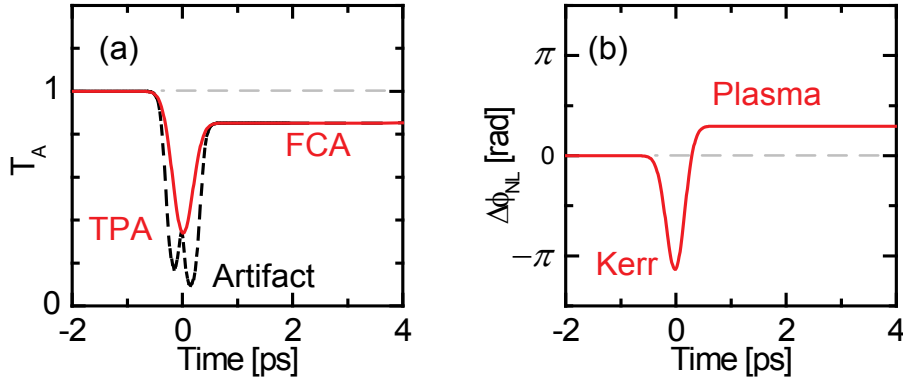 (a)
1
FCA
T_A
TPA
Artifact
0
-2
0
2
4
Time [ps]
(b)
π
Plasma
0
Δϕ_NL [rad]
−π
Kerr
-2
0
2
4
Time [ps]